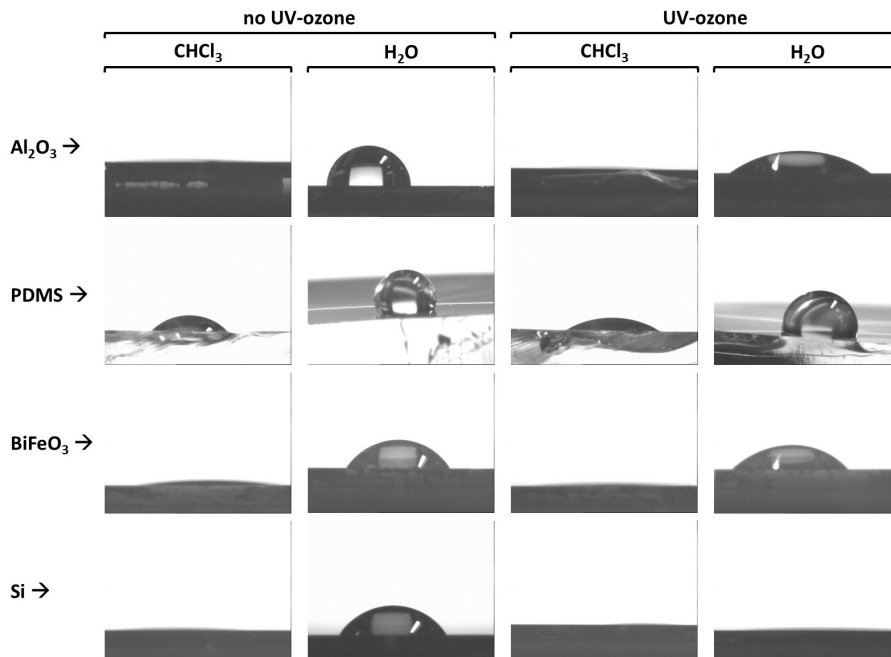 no UV-ozone UV-ozone
CHCl₃ H₂O CHCl₃ H₂O
Al₂O₃ →
PDMS →
BiFeO₃ →
Si →